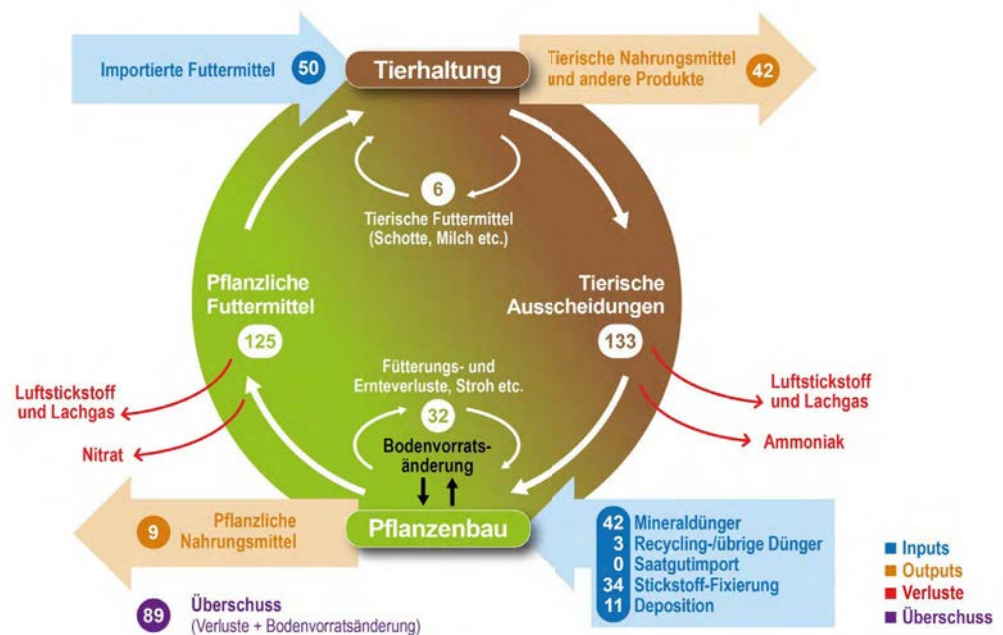 Importierte Futtermittel 50
Tierhaltung
Tierische Nahrungsmittel
und andere Produkte 42
6
Tierische Futtermittel
(Schotte, Milch etc.)
Pflanzliche
Futtermittel
125
Tierische
Ausscheidungen
133
Luftstickstoff
und Lachgas
Nitrat
Fütterungs- und
Ernteverluste, Stroh etc.
32
Bodenvorrats-
änderung
Luftstickstoff
und Lachgas
Ammoniak
9 Pflanzliche
Nahrungsmittel
Pflanzenbau
42 Mineraldünger
3 Recycling-/übrige Dünger
0 Saatgutimport
34 Stickstoff-Fixierung
11 Deposition
89 Überschuss
(Verluste + Bodenvorratsänderung)
Inputs
Outputs
Verluste
Überschuss